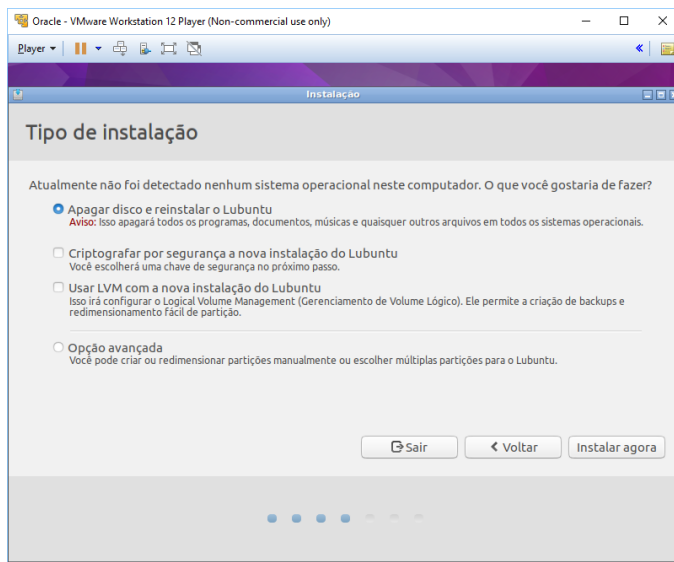 Oracle - VMware Workstation 12 Player (Non-commercial use only)
Player
Instalação
Tipo de instalação
Atualmente não foi detectado nenhum sistema operacional neste computador. O que você gostaria de fazer?
Apagar disco e reinstalar o Lubuntu
Aviso: Isso apagará todos os programas, documentos, músicas e quaisquer outros arquivos em todos os sistemas operacionais.
Criptografar por segurança a nova instalação do Lubuntu
Você escolherá uma chave de segurança no próximo passo.
Usar LVM com a nova instalação do Lubuntu
Isso irá configurar o Logical Volume Management (Gerenciamento de Volume Lógico). Ele permite a criação de backups e
redimensionamento fácil de partição.
Opção avançada
Você pode criar ou redimensionar partições manualmente ou escolher múltiplas partições para o Lubuntu.
Sair
Voltar
Instalar agora